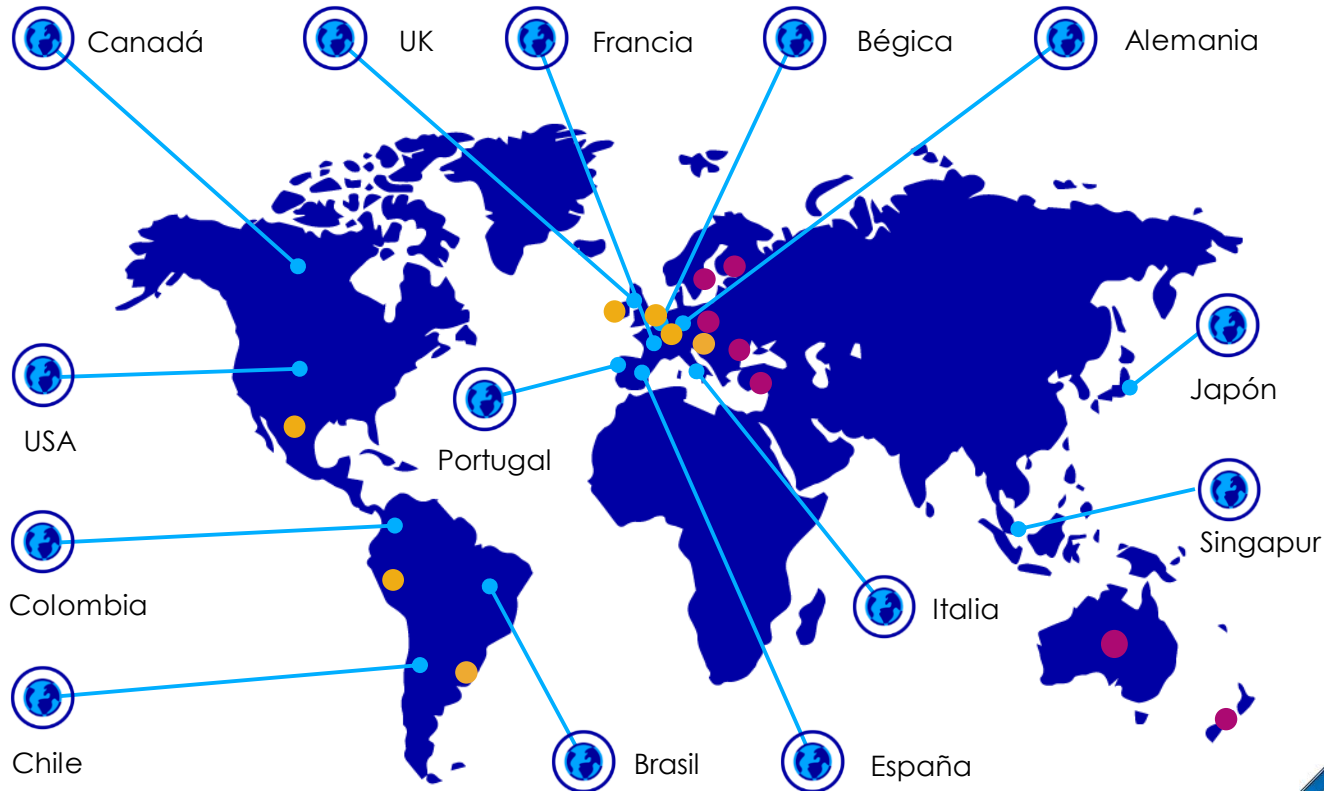 Canadá
UK
Francia
Bégica
Alemania
Japón
USA
Portugal
Singapur
Colombia
Italia
Chile
Brasil
España